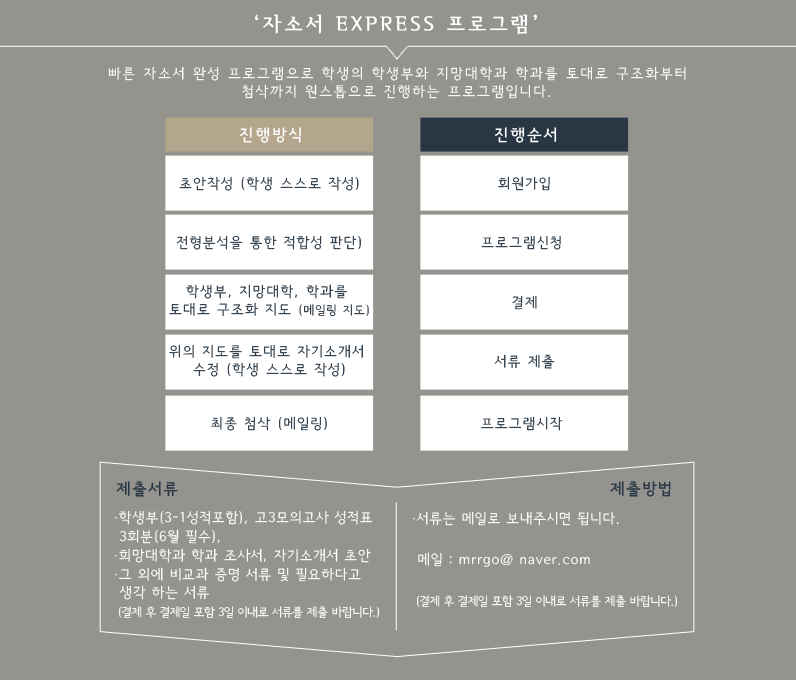 ‘자소서 EXPRESS 프로그램’
빠른 자소서 완성 프로그램으로 학생의 학생부와 지망대학과 학과를 토대로 구조화부터
첨삭까지 원스톱으로 진행하는 프로그램입니다.
진행방식
초안작성 (학생 스스로 작성)
전형분석을 통한 적합성 판단)
학생부, 지망대학, 학과를
토대로 구조화 지도 (메일링 지도)
위의 지도를 토대로 자기소개서
수정 (학생 스스로 작성)
최종 첨삭 (메일링)
진행순서
회원가입
프로그램신청
결제
서류 제출
프로그램시작
제출서류
·학생부(3-1성적포함), 고3모의고사 성적표
3회분(6월 필수),
·희망대학과 학과 조사서, 자기소개서 초안
·그 외에 비교과 증명 서류 및 필요하다고
생각 하는 서류
(결제 후 결제일 포함 3일 이내로 서류를 제출 바랍니다.)
제출방법
·서류는 메일로 보내주시면 됩니다.
메일 : mrrgo@ naver.com
(결제 후 결제일 포함 3일 이내로 서류를 제출 바랍니다.)